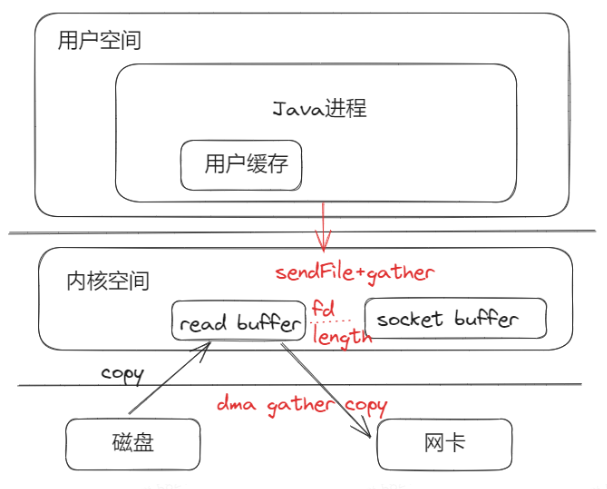 用户空间
Java进程
用户缓存
sendFile+gather
内核空间
fd
read buffer
socket buffer
length
copy
dma gather copy
磁盘
网卡